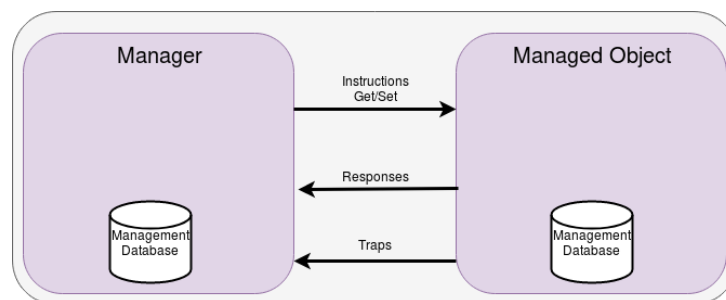 Manager
Managed Object
Instructions
Get/Set
Responses
Traps
Management
Database
Management
Database